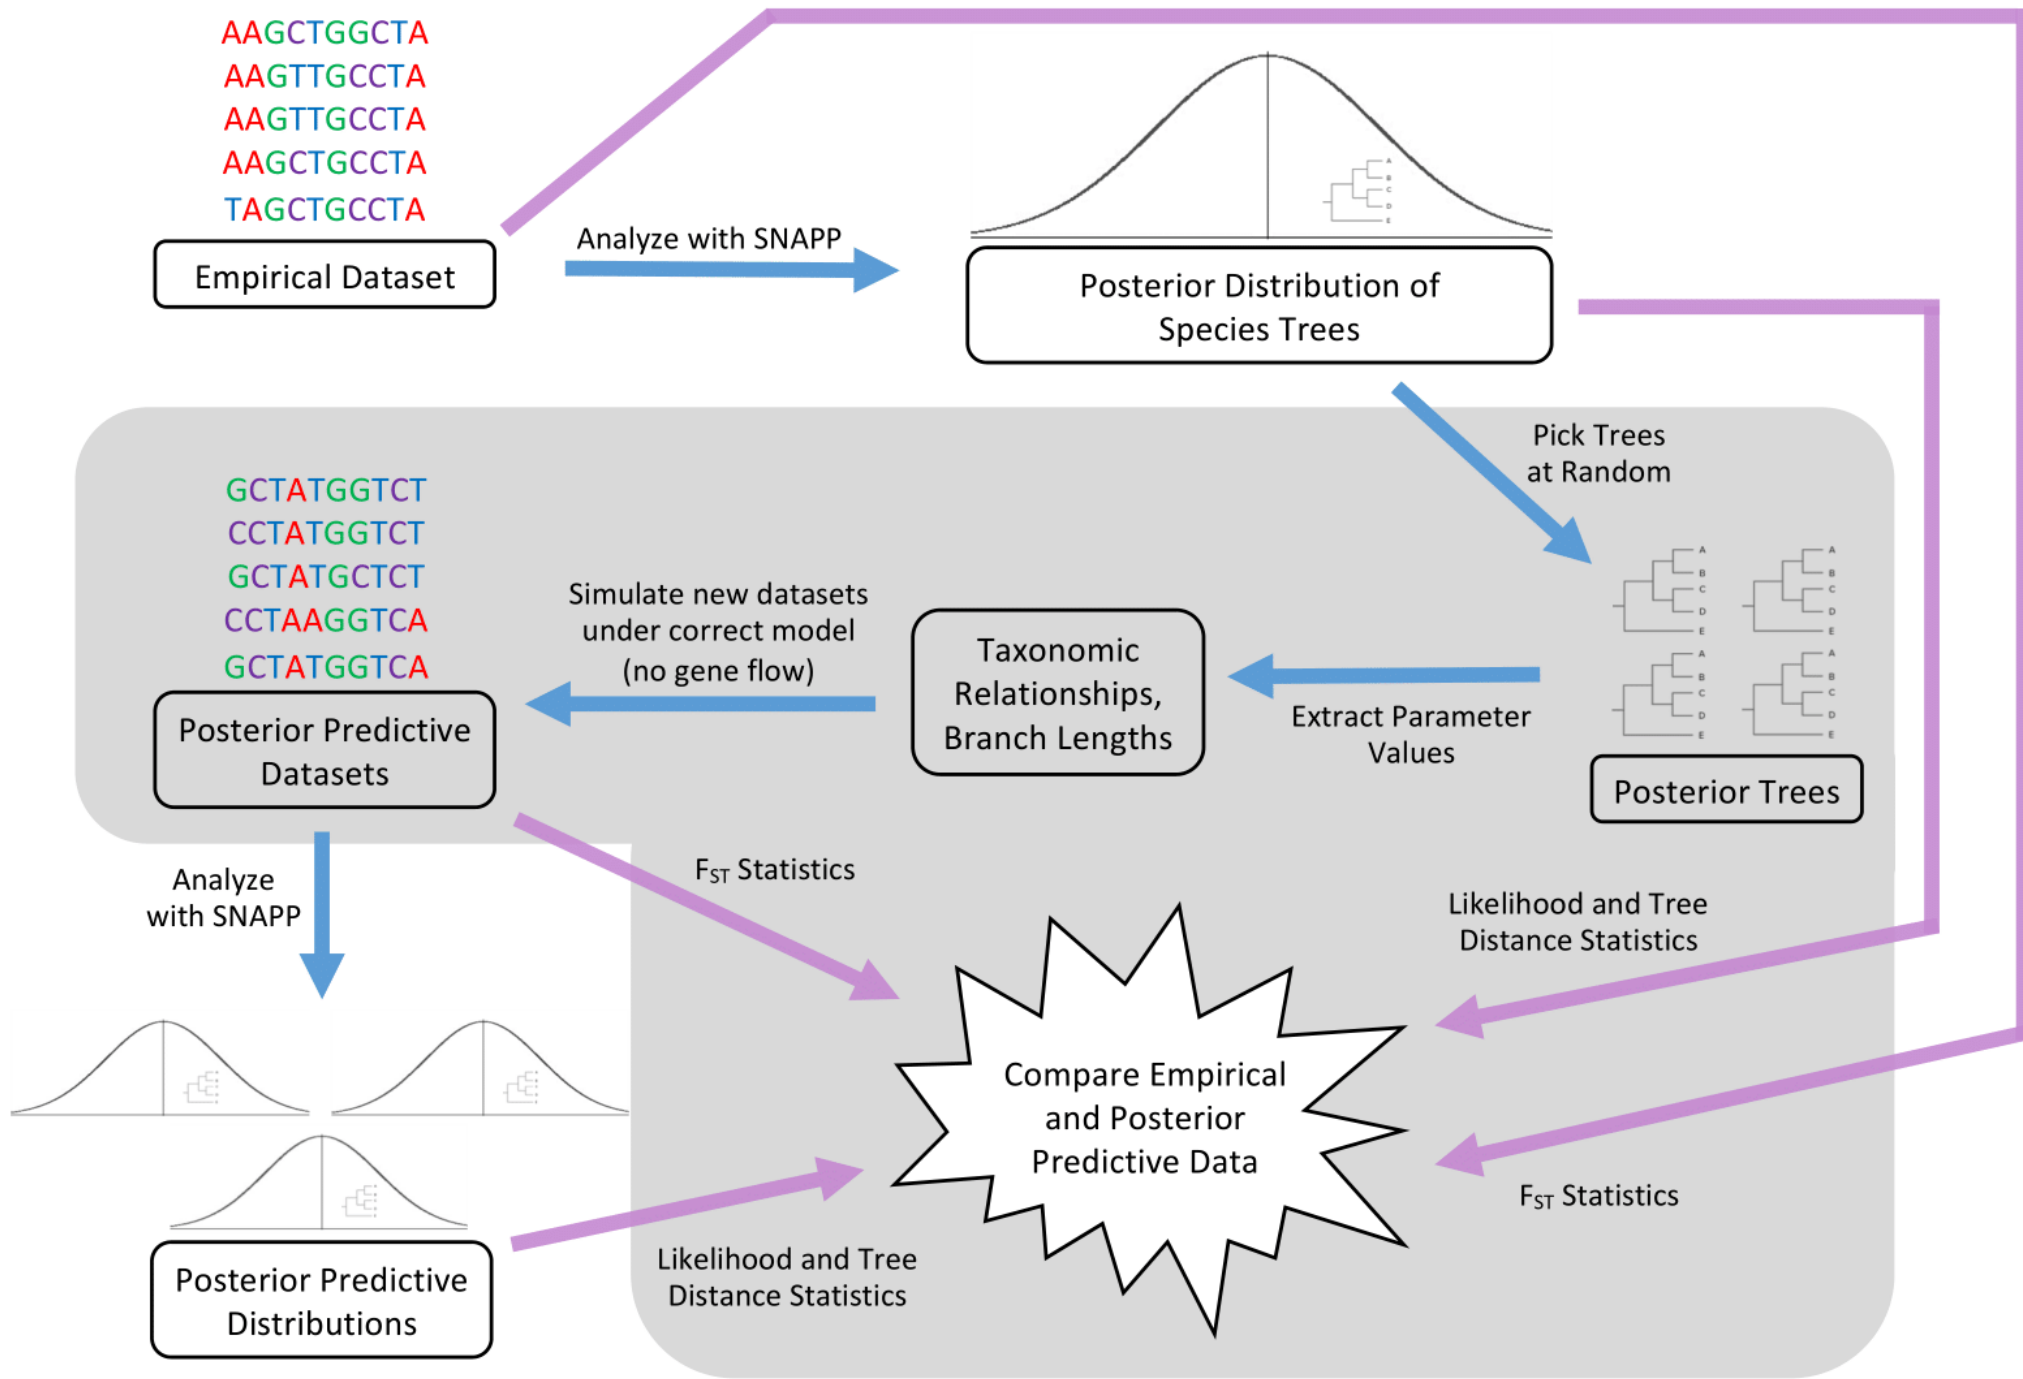 AAGCTGGCTA
AAGTTGCCTA
AAGTTGCCTA
AAGCTGCCTA
TAGCTGCCTA
Empirical Dataset
Analyze with SNAPP
A
B
C
D
E
Posterior Distribution of
Species Trees
Pick Trees
at Random
A
B
C
D
E
A
B
C
D
E
A
B
C
D
E
A
B
C
D
E
Posterior Trees
Extract Parameter
Values
Taxonomic
Relationships,
Branch Lengths
Simulate new datasets
under correct model
(no gene flow)
GCTATGGTCT
CCTATGGTCT
GCTATGCTCT
CCTAAGGTCA
GCTATGGTCA
Posterior Predictive
Datasets
Analyze
with SNAPP
FST Statistics
Likelihood and Tree
Distance Statistics
Compare Empirical
and Posterior
Predictive Data
FST Statistics
Likelihood and Tree
Distance Statistics
Posterior Predictive
Distributions